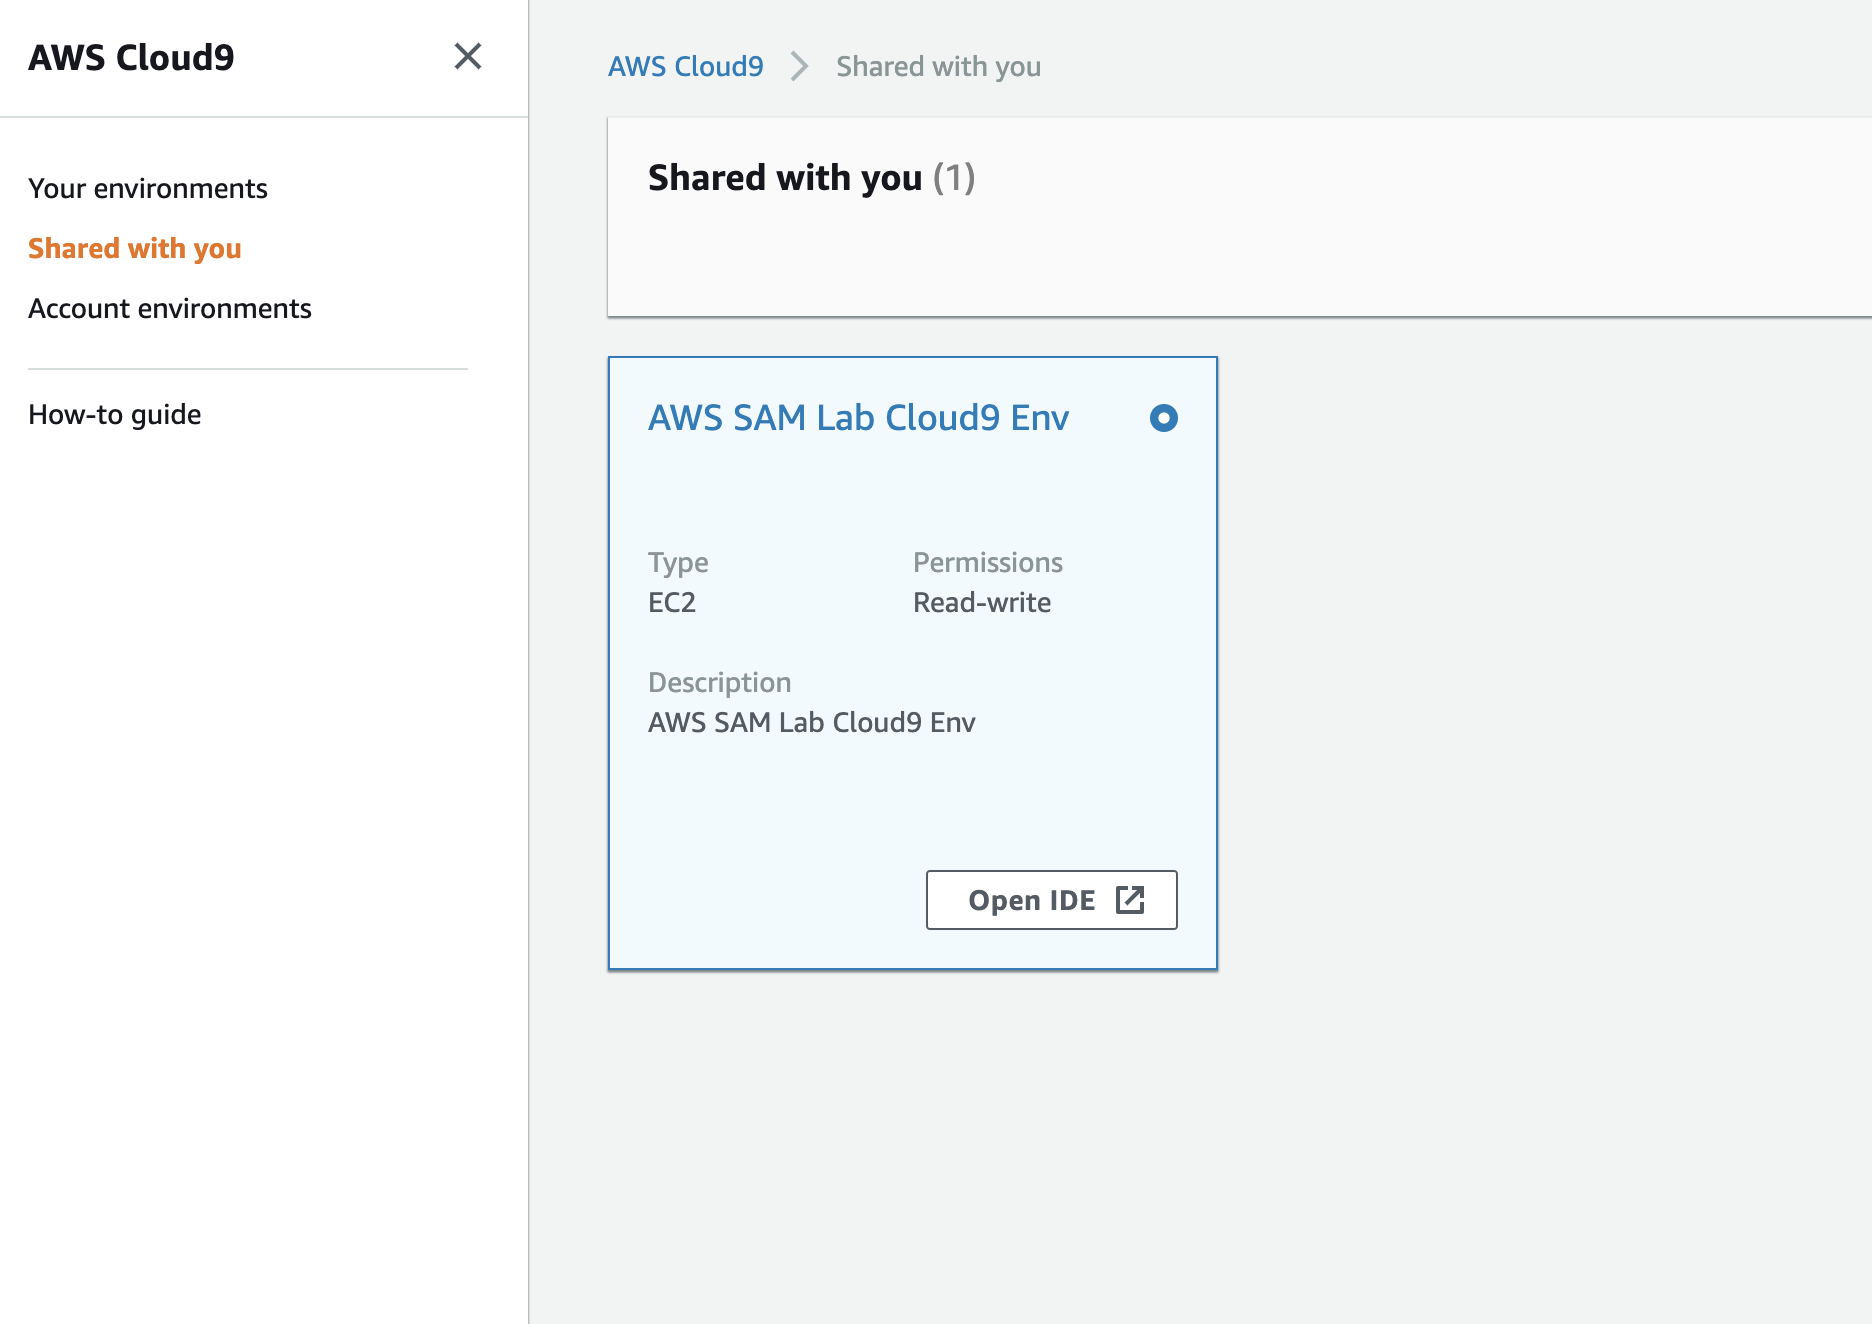 AWS Cloud9
Your environments
Shared with you
Account environments
How-to guide
AWS Cloud9 > Shared with you
Shared with you (1)
AWS SAM Lab Cloud9 Env
Type
EC2
Permissions
Read-write
Description
AWS SAM Lab Cloud9 Env
Open IDE